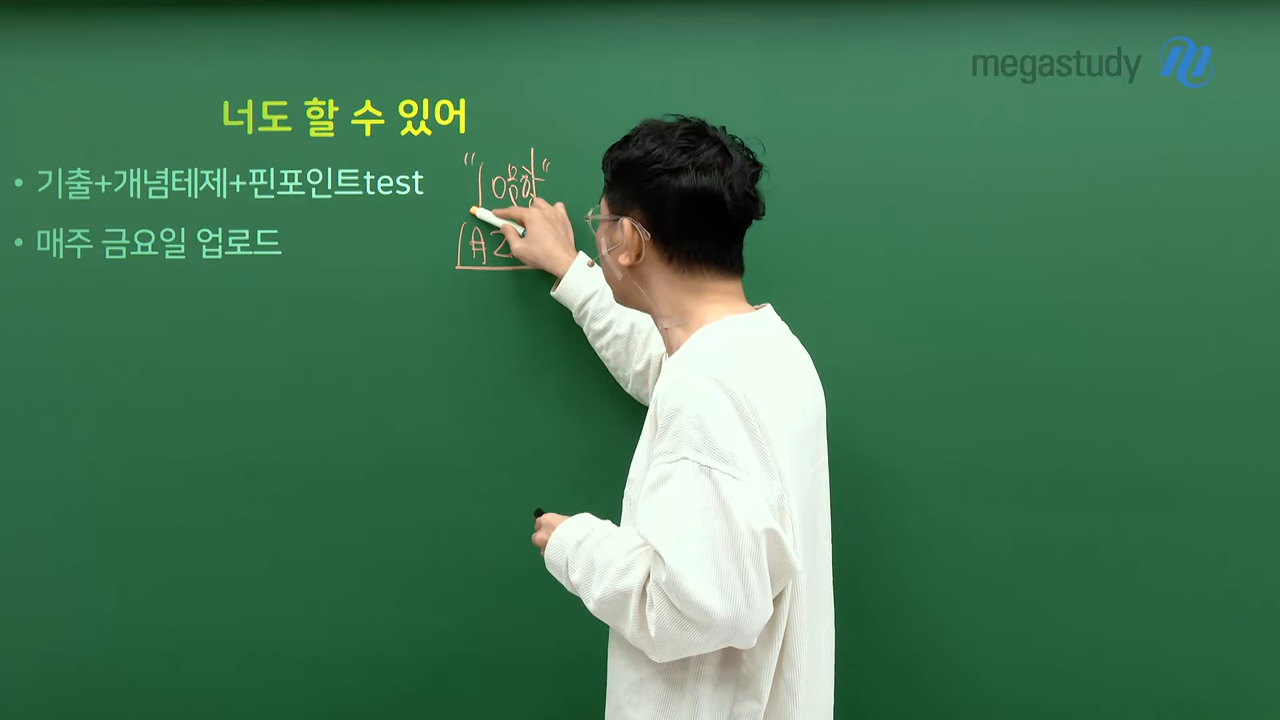 megastudy
너도 할 수 있어
• 기출+개념테제+핀포인트test
• 매주 금요일 업로드